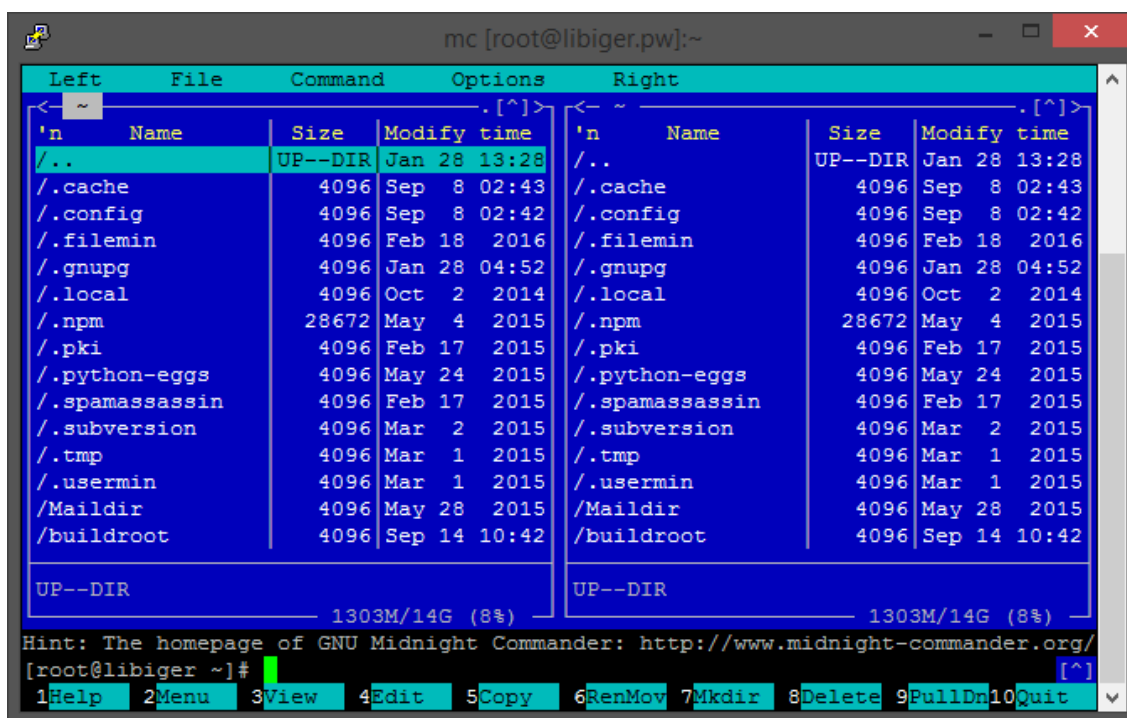 mc [root@libiger.pw]:~
Left File Command Options Right
<— ~ —.[^]> <— ~ —.[^]>
'n Name Size Modify time 'n Name Size Modify time
/.. UP--DIR Jan 28 13:28 /.. UP--DIR Jan 28 13:28
/.cache 4096 Sep 8 02:43 /.cache 4096 Sep 8 02:43
/.config 4096 Sep 8 02:42 /.config 4096 Sep 8 02:42
/.filemin 4096 Feb 18 2016 /.filemin 4096 Feb 18 2016
/.gnupg 4096 Jan 28 04:52 /.gnupg 4096 Jan 28 04:52
/.local 4096 Oct 2 2014 /.local 4096 Oct 2 2014
/.npm 28672 May 4 2015 /.npm 28672 May 4 2015
/.pki 4096 Feb 17 2015 /.pki 4096 Feb 17 2015
/.python-eggs 4096 May 24 2015 /.python-eggs 4096 May 24 2015
/.spamassassin 4096 Feb 17 2015 /.spamassassin 4096 Feb 17 2015
/.subversion 4096 Mar 2 2015 /.subversion 4096 Mar 2 2015
/.tmp 4096 Mar 1 2015 /.tmp 4096 Mar 1 2015
/.usermin 4096 Mar 1 2015 /.usermin 4096 Mar 1 2015
/Maildir 4096 May 28 2015 /Maildir 4096 May 28 2015
/buildroot 4096 Sep 14 10:42 /buildroot 4096 Sep 14 10:42
UP--DIR UP--DIR
1303M/14G (8%) 1303M/14G (8%)
Hint: The homepage of GNU Midnight Commander: http://www.midnight-commander.org/
[root@libiger ~]# [^]
1Help 2Menu 3View 4Edit 5Copy 6RenMov 7Mkdir 8Delete 9PullDn 10Quit